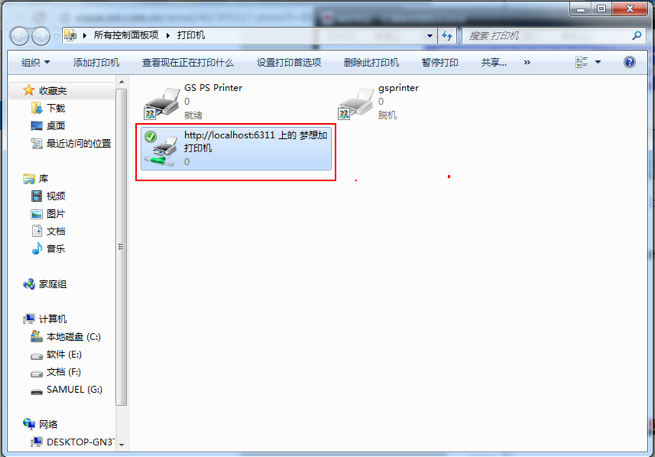 所有控制面板项 ▸ 打印机
搜索 打印机
组织 添加打印机 查看现在正在打印什么 设置打印首选项 删除此打印机 暂停打印 共享... »
收藏夹
下载
桌面
最近访问的位置
库
视频
图片
文档
音乐
家庭组
计算机
本地磁盘 (C:)
软件 (E:)
文档 (F:)
SAMUEL (G:)
网络
DESKTOP-GN3
GS PS Printer
0
就绪
gsprinter
0
脱机
http://localhost:6311 上的 梦想加
打印机
0